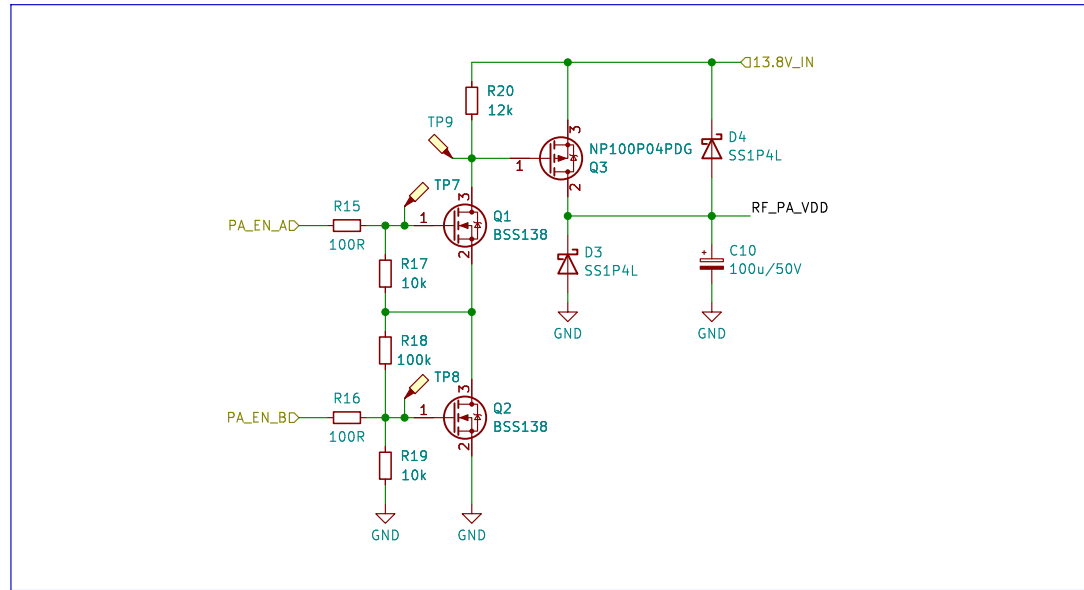 13.8V_IN
R20
12k
TP9
3
NP100P04PDG
Q3
1
2
D4
SS1P4L
RF_PA_VDD
TP7
3
R15
PA_EN_A
100R
1
Q1
BSS138
2
R17
10k
D3
SS1P4L
+
C10
100u/50V
GND
GND
R18
100k
TP8
3
R16
PA_EN_B
100R
1
Q2
BSS138
2
R19
10k
GND
GND